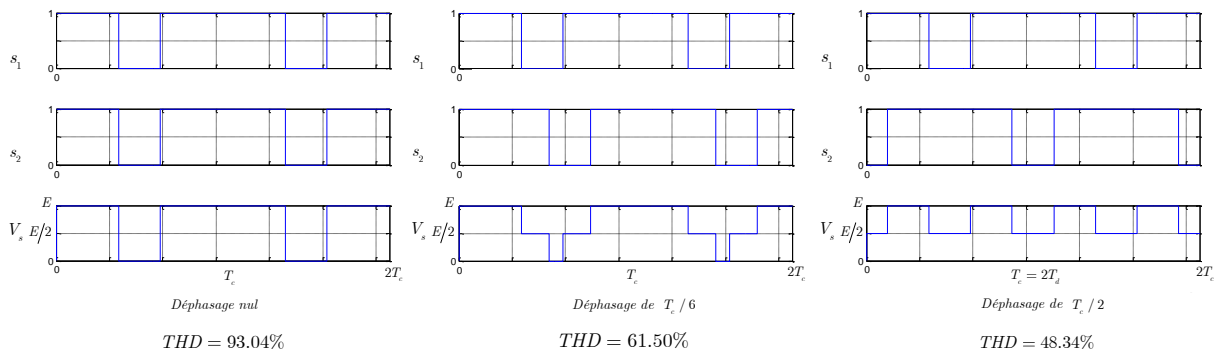 1
s1
0
0
1
s2
0
E
Vs E/2
0
0
Tc
2Tc
Déphasage nul
THD = 93.04%
1
s1
0
0
1
s2
0
E
Vs E/2
0
0
Tc
2Tc
Déphasage de Tc / 6
THD = 61.50%
1
s1
0
0
1
s2
0
E
Vs E/2
0
0
Tc = 2Td
2Tc
Déphasage de Tc / 2
THD = 48.34%